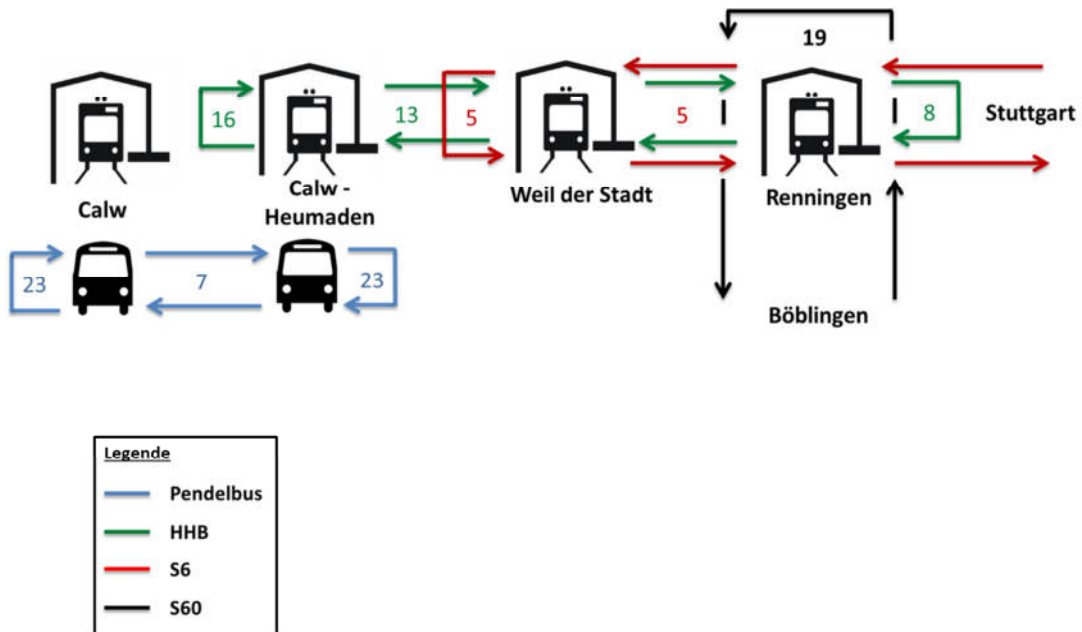 19
16
13
5
5
8
Stuttgart
Calw
Calw -
Heumaden
Weil der Stadt
Renningen
23
7
23
Böblingen
Legende
Pendelbus
HHB
S6
S60